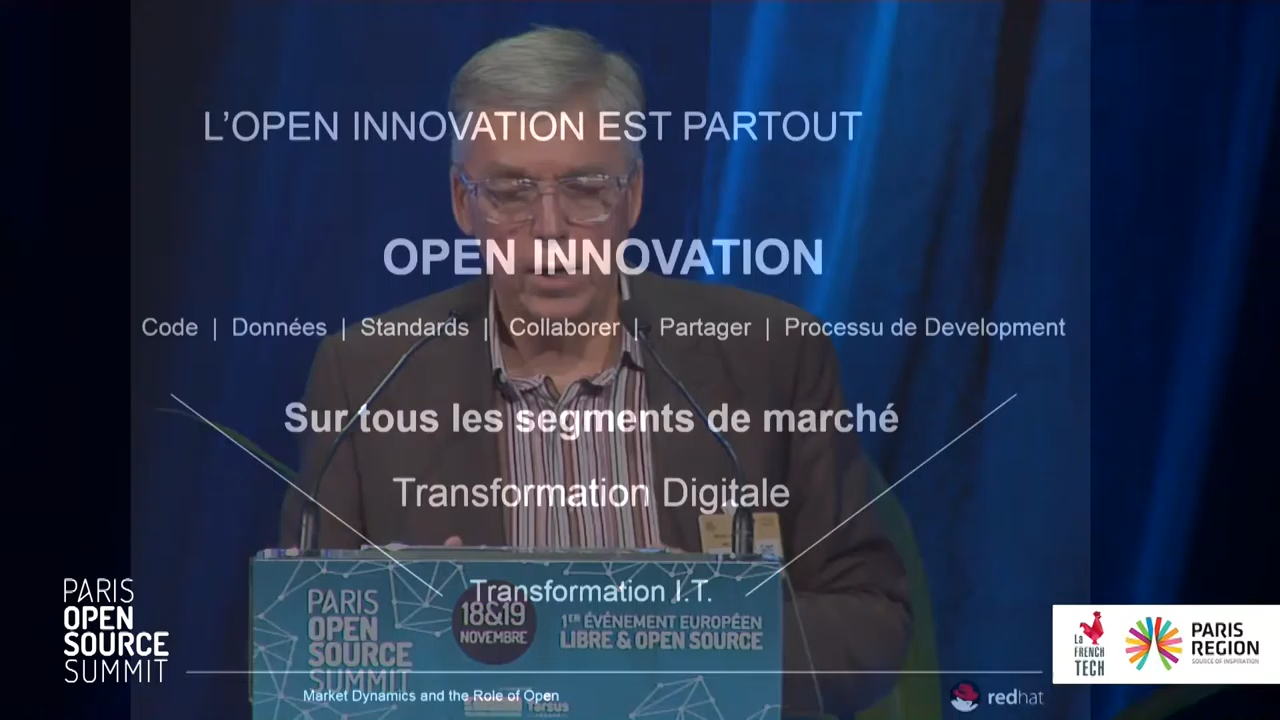 L'OPEN INNOVATION EST PARTOUT
OPEN INNOVATION
Code | Données | Standards | Collaborer | Partager | Processu de Development
Sur tous les segments de marché
Transformation Digitale
Transformation I.T.
PARIS
OPEN
SOURCE
SUMMIT
PARIS
OPEN
SOURCE
SUMMIT
18&19
NOVEMBRE
1ER ÉVÉNEMENT EUROPÉEN
LIBRE & OPEN SOURCE
Market Dynamics and the Role of Open
Tarsus
redhat
La
FRENCH
TECH
PARIS
REGION
SOURCE OF INSPIRATION